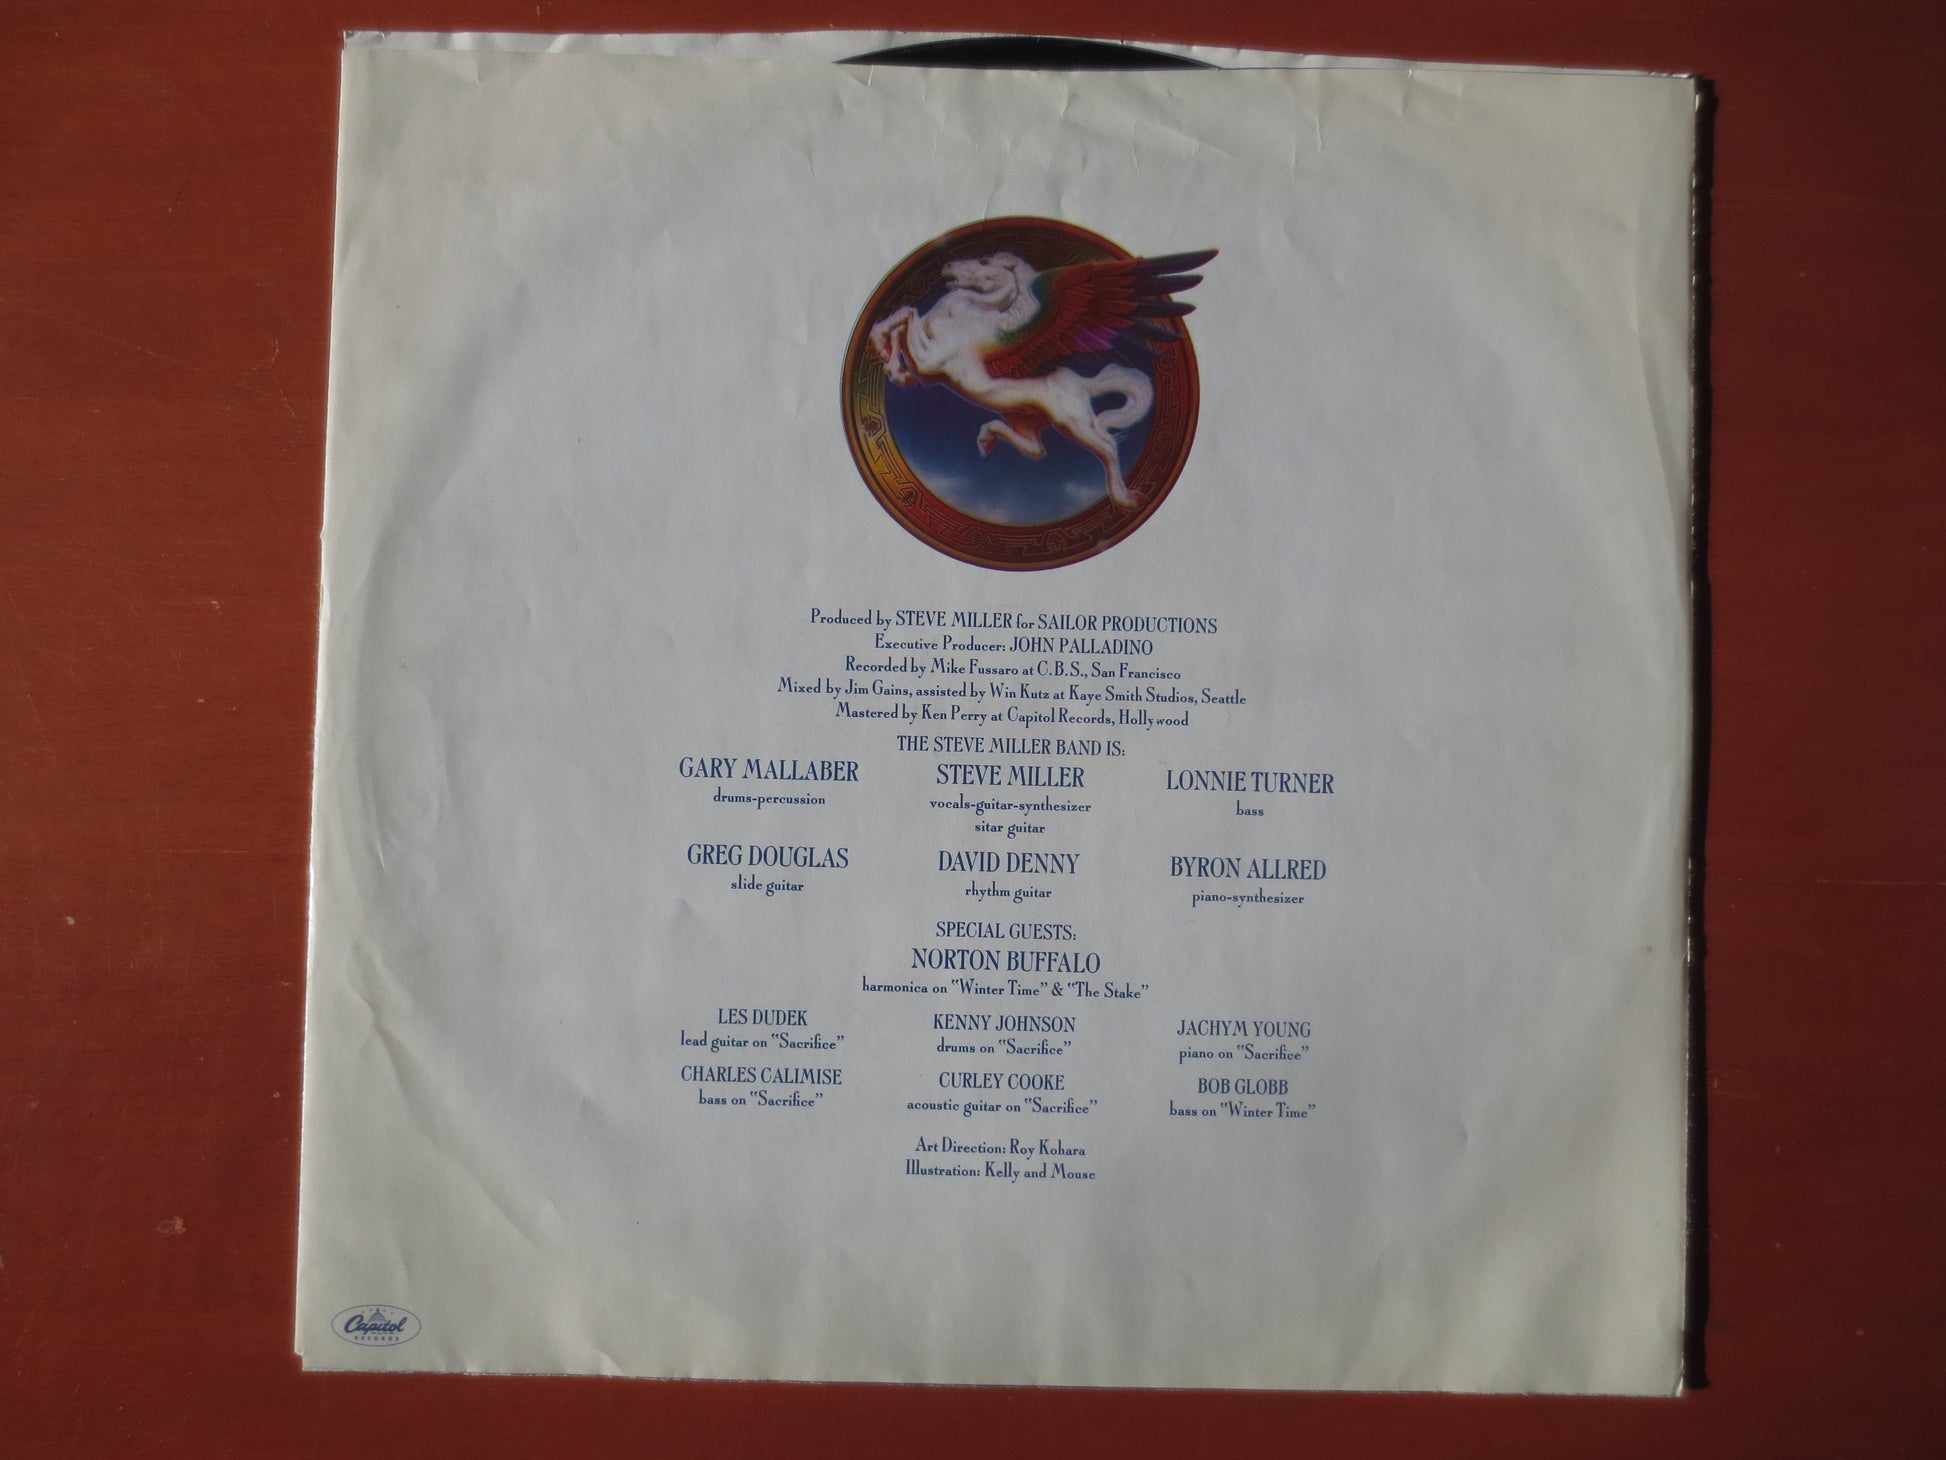 Produced by STEVE MILLER for SAILOR PRODUCTIONS
Executive Producer: JOHN PALLADINO
Recorded by Mike Fussaro at C.B.S., San Francisco
Mixed by Jim Gains, assisted by Win Kutz at Kaye Smith Studios, Seattle
Mastered by Ken Perry at Capitol Records, Hollywood
THE STEVE MILLER BAND IS:
GARY MALLABER STEVE MILLER LONNIE TURNER
drums-percussion vocals-guitar-synthesizer bass
sitar guitar
GREG DOUGLAS DAVID DENNY BYRON ALLRED
slide guitar rhythm guitar piano-synthesizer
SPECIAL GUESTS:
NORTON BUFFALO
harmonica on "Winter Time" & "The Stake"
LES DUDEK KENNY JOHNSON JACHYM YOUNG
lead guitar on "Sacrifice" drums on "Sacrifice" piano on "Sacrifice"
CHARLES CALIMISE CURLEY COOKE BOB GLOBB
bass on "Sacrifice" acoustic guitar on "Sacrifice" bass on "Winter Time"
Art Direction: Roy Kohara
Illustration: Kelly and Mouse
Capitol
RECORDS